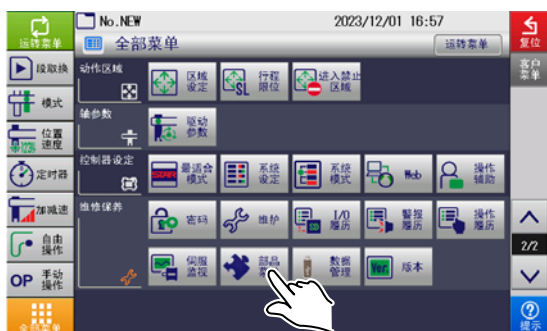 No.NEW 2023/12/01 16:57
运转菜单
全部菜单
运转菜单
复位
客户
菜单
段取换
模式
位置
速度
123%
定时器
加减速
自由
操作
OP 手动
操作
全部菜单
动作区域
区域
设定
SL 行程
限位
进入禁止
区域
轴参数
驱动
参数
控制器设定
STAR 最适合
模式
系统
设定
系统
模式
Web
操作
辅助
维修保养
密码
维护
I/O
履历
警报
履历
操作
履历
伺服
监视
部品
菜
数据
管理
Ver. 版本
2/2
提示